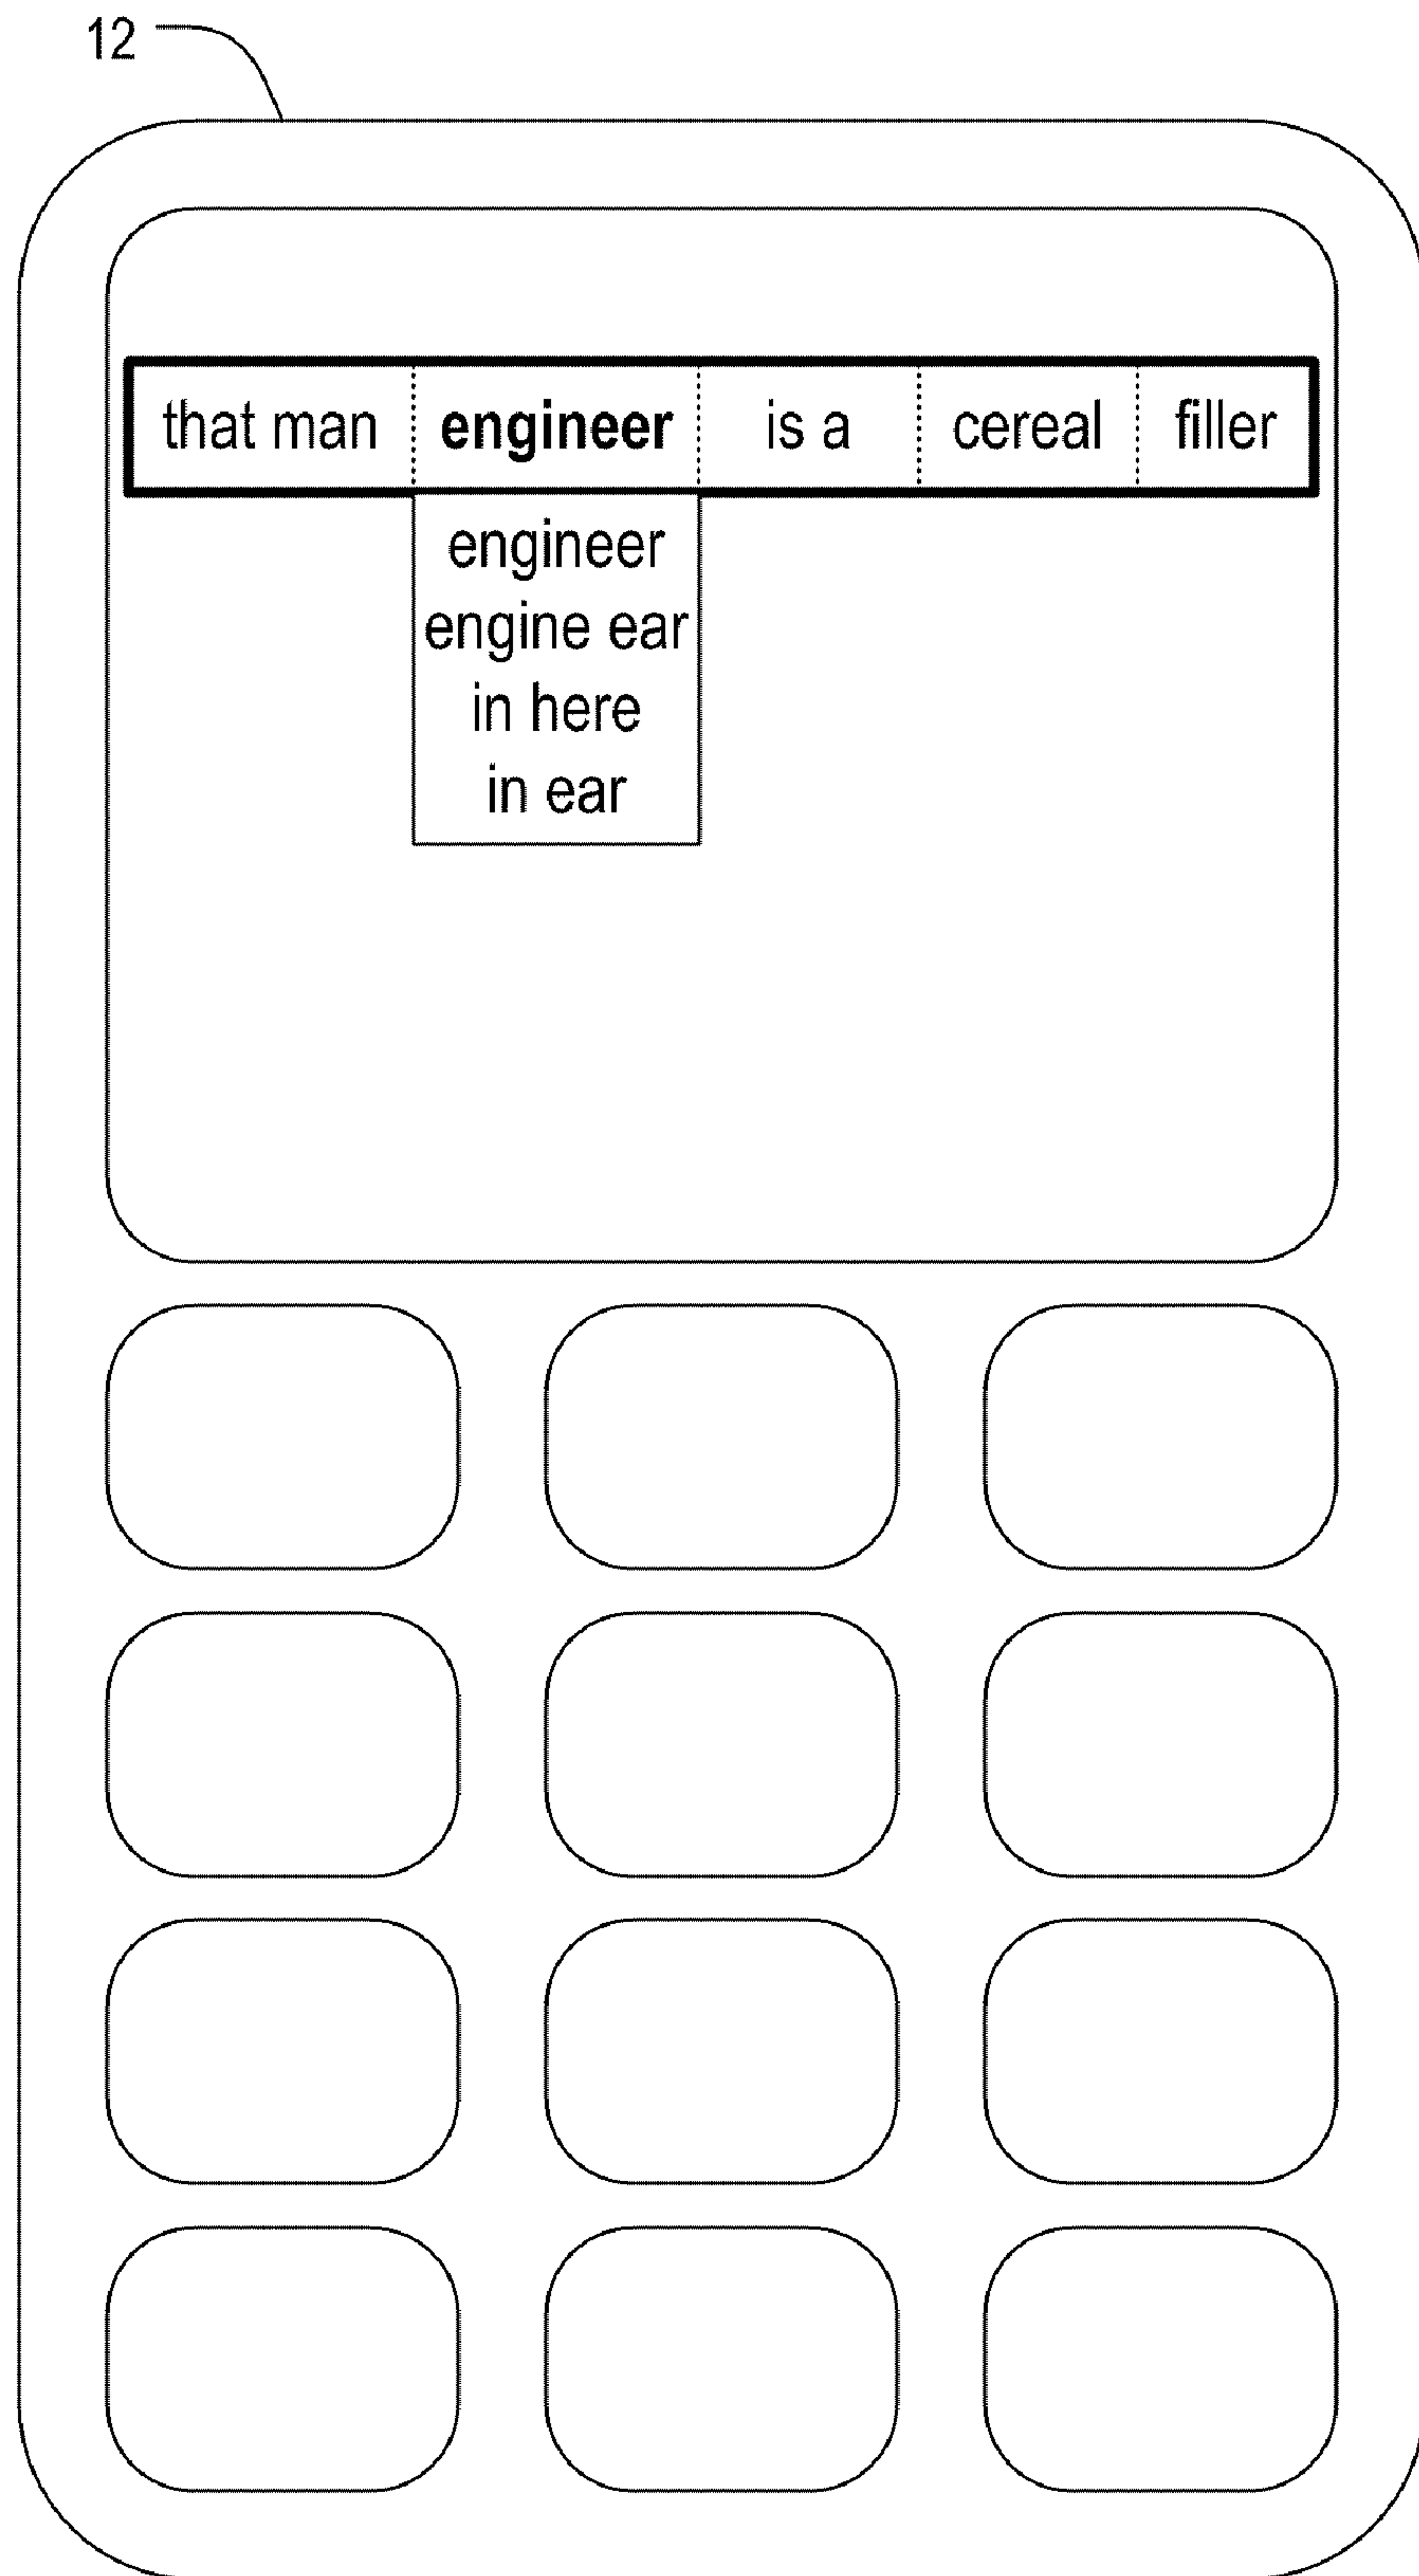 12
that man engineer is a cereal filler
engineer
engine ear
in here
in ear